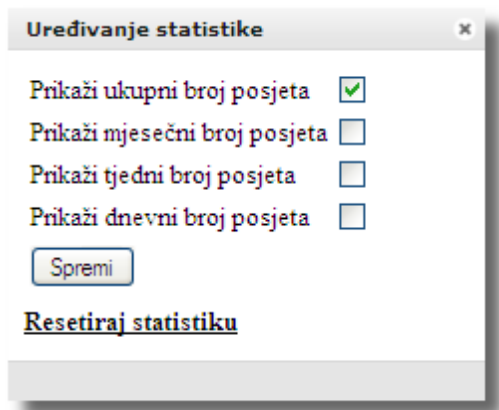 Uređivanje statistike
Prikaži ukupni broj posjeta
Prikaži mjesečni broj posjeta
Prikaži tjedni broj posjeta
Prikaži dnevni broj posjeta
Spremi
Resetiraj statistiku